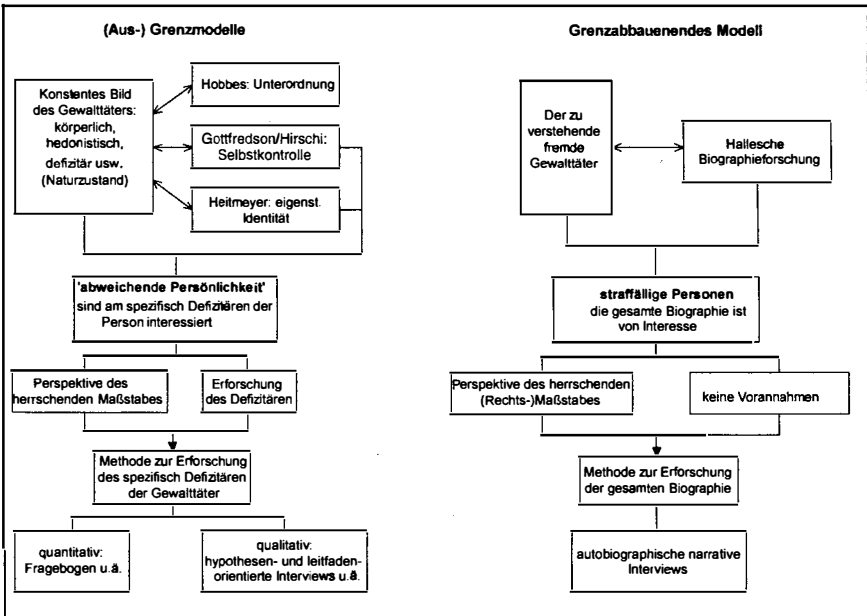 (Aus-) Grenzmodelle
Konstentes Bild
des Gewalttäters:
körperlich,
hedonistisch,
defizitär usw.
(Naturzustand)
Hobbes: Unterordnung
Gottfredson/Hirschi:
Selbstkontrolle
Heitmeyer: eigenst.
Identität
'abweichende Persönlichkeit'
sind am spezifisch Defizitären der
Person interessiert
Perspektive des
herrschenden Maßstabes
Erforschung
des Defizitären
Methode zur Erforschung
des spezifisch Defizitären
der Gewalttäter
quantitativ:
Fragebogen u.ä.
qualitativ:
hypothesen- und leitfaden-
orientierte Interviews u.ä.
Grenzabbauenendes Modell
Der zu
verstehende
fremde
Gewalttäter
Hallesche
Biographieforschung
straffällige Personen
die gesamte Biographie ist
von Interesse
Perspektive des herrschenden
(Rechts-)Maßstabes
keine Vorannahmen
Methode zur Erforschung
der gesamten Biographie
autobiographische narrative
Interviews